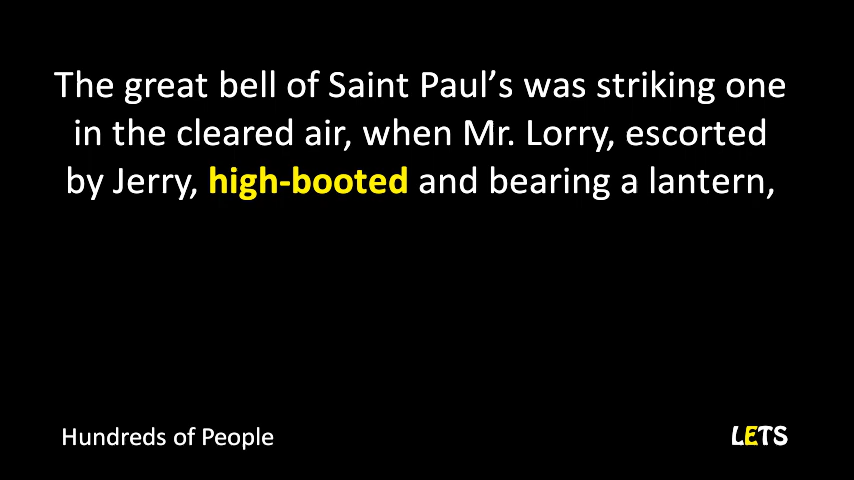 The great bell of Saint Paul’s was striking one
in the cleared air, when Mr. Lorry, escorted
by Jerry, high-booted and bearing a lantern,
Hundreds of People
LETS